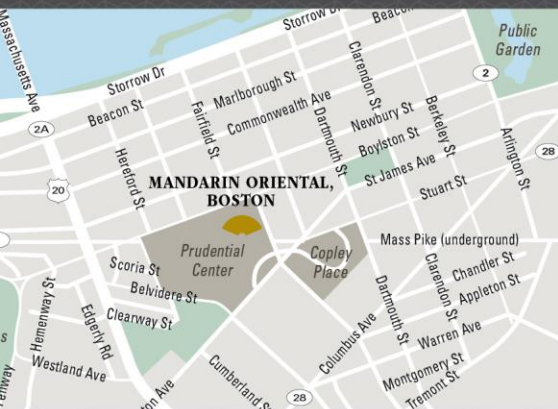 Massachusetts Ave
Storrow Dr
Beacon
Public
Garden
Storrow Dr
Beacon St
Marlborough St
Commonwealth Ave
Clarendon St
2
2A
Fairfield St
Dartmouth St
Newbury St
Boylston St
Berkeley St
Arlington St
28
Hereford St
St James Ave
Stuart St
20
MANDARIN ORIENTAL,
BOSTON
Prudential
Center
Copley
Place
Mass Pike (underground)
Scoria St
Belvidere St
Clearway St
Hemenway St
Edgerly Rd
Westland Ave
Chandler St
Appleton St
Clarendon St
Dartmouth St
Columbus Ave
Warren Ave
Montgomery St
Tremont St
Cumberland St
28
ton Ave
enway
s